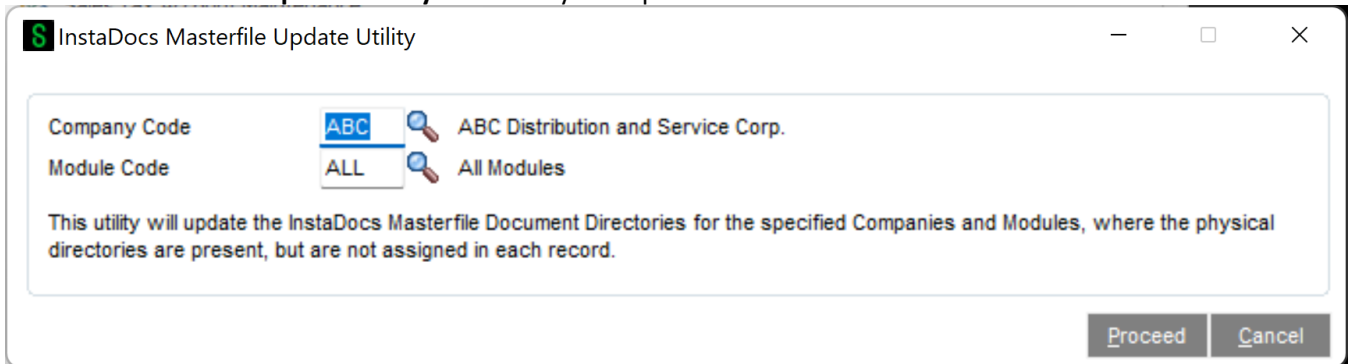 InstaDocs Masterfile Update Utility
Company Code ABC ABC Distribution and Service Corp.
Module Code ALL All Modules
This utility will update the InstaDocs Masterfile Document Directories for the specified Companies and Modules, where the physical
directories are present, but are not assigned in each record.
Proceed Cancel